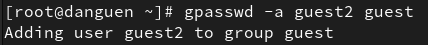 [root@danguen ~]# gpasswd -a guest2 guest
Adding user guest2 to group guest